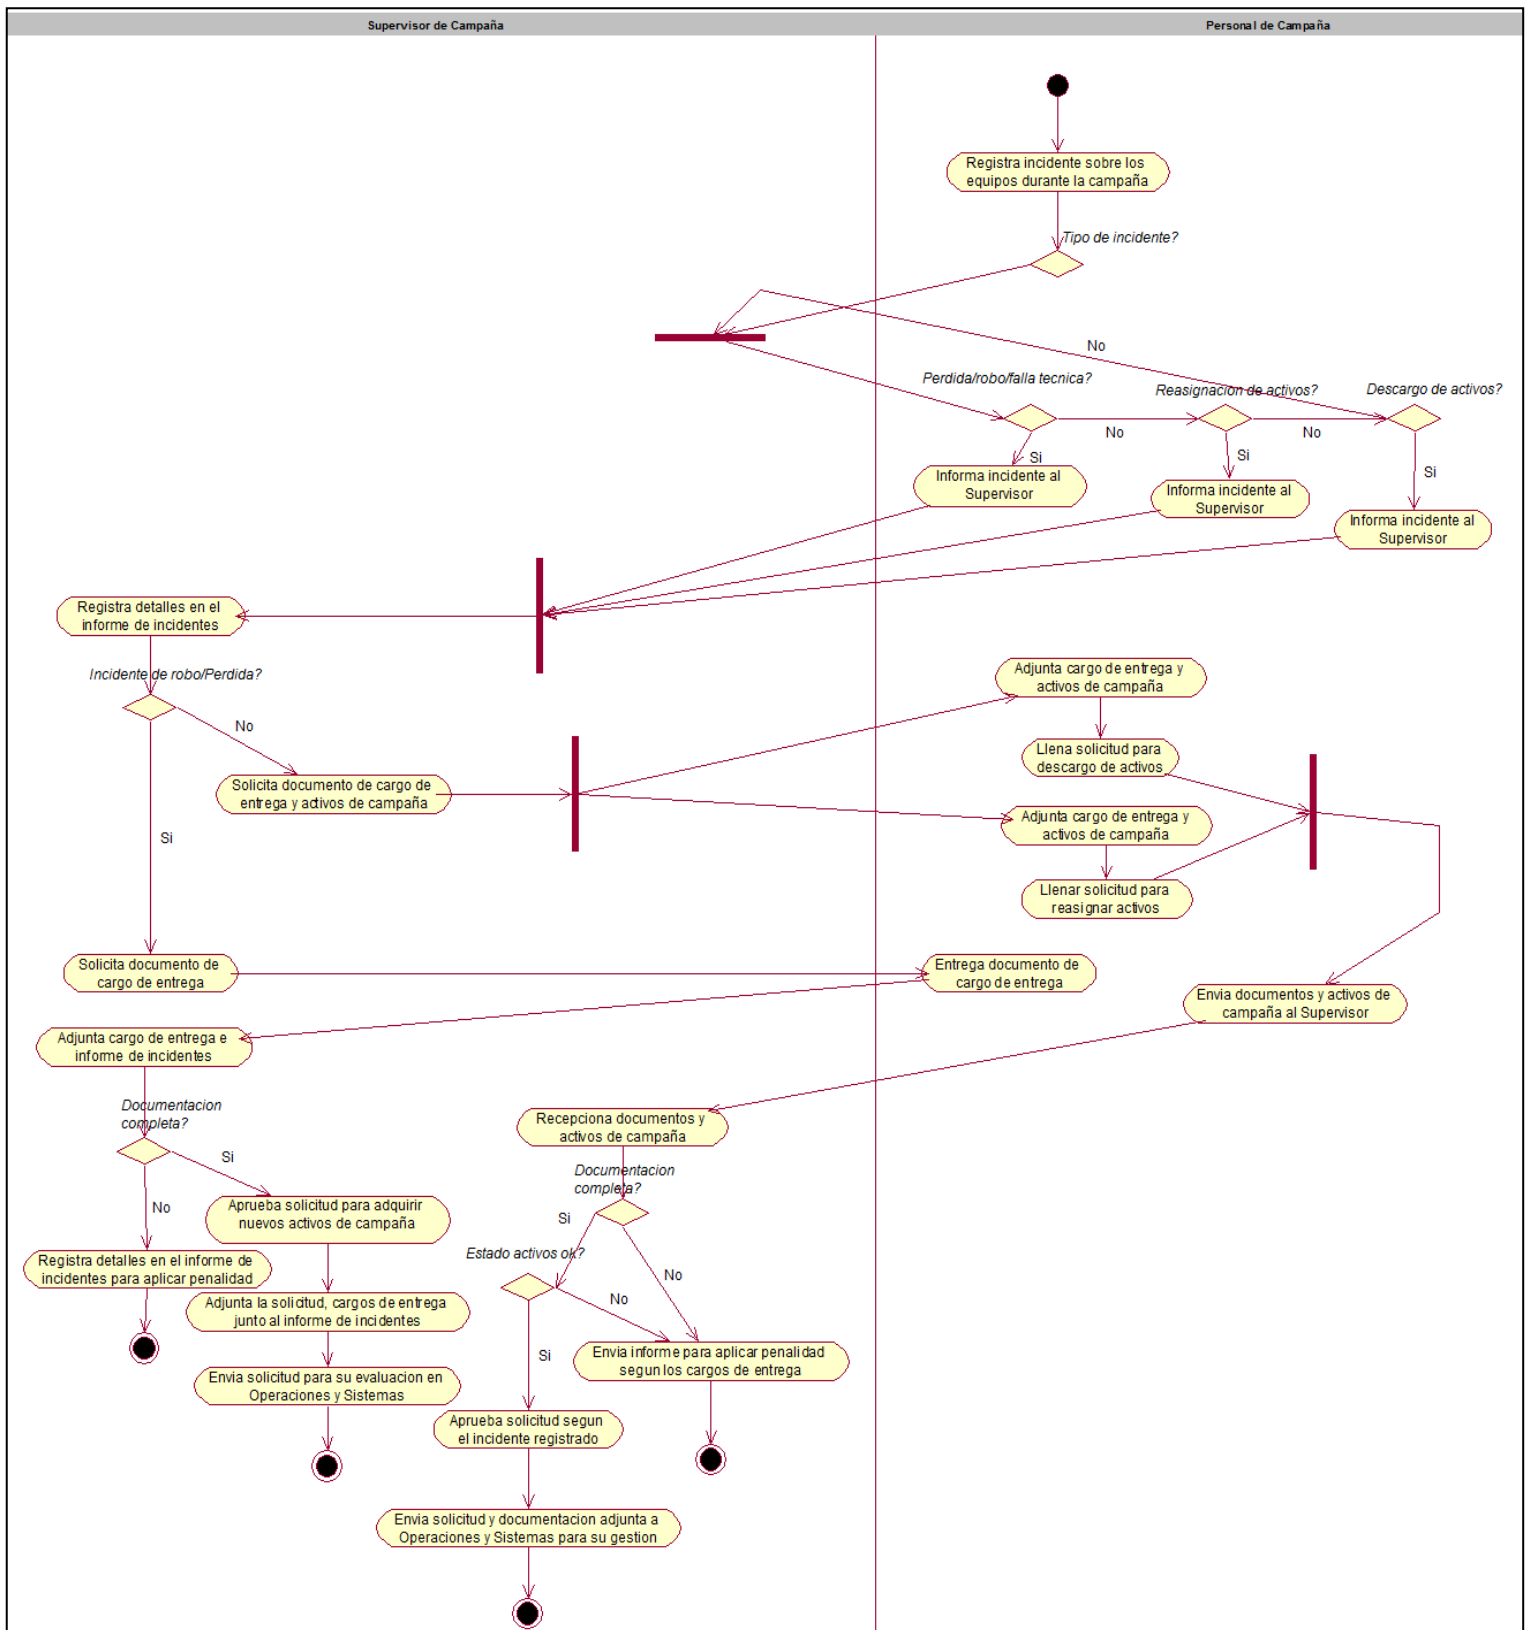 Supervisor de Campaña
Personal de Campaña
Registra incidente sobre los
equipos durante la campaña
Tipo de incidente?
No
Perdida/robo/falla tecnica?
Reasignacion de activos?
Descargo de activos?
No
No
Si
Si
Si
Informa incidente al
Supervisor
Informa incidente al
Supervisor
Informa incidente al
Supervisor
Registra detalles en el
informe de incidentes
Incidente de robo/Perdida?
No
Solicita documento de cargo de
entrega y activos de campaña
Adjunta cargo de entrega y
activos de campaña
Llena solicitud para
descargo de activos
Adjunta cargo de entrega y
activos de campaña
Llenar solicitud para
reasignar activos
Si
Solicita documento de
cargo de entrega
Entrega documento de
cargo de entrega
Envia documentos y activos de
campaña al Supervisor
Adjunta cargo de entrega e
informe de incidentes
Documentacion
completa?
Si
No
Aprueba solicitud para adquirir
nuevos activos de campaña
Registra detalles en el informe de
incidentes para aplicar penalidad
Adjunta la solicitud, cargos de entrega
junto al informe de incidentes
Envia solicitud para su evaluacion en
Operaciones y Sistemas
Recepciona documentos y
activos de campaña
Documentacion
completa?
Si
Estado activos ok?
No
No
Si
Envia informe para aplicar penalidad
segun los cargos de entrega
Aprueba solicitud segun
el incidente registrado
Envia solicitud y documentacion adjunta a
Operaciones y Sistemas para su gestion